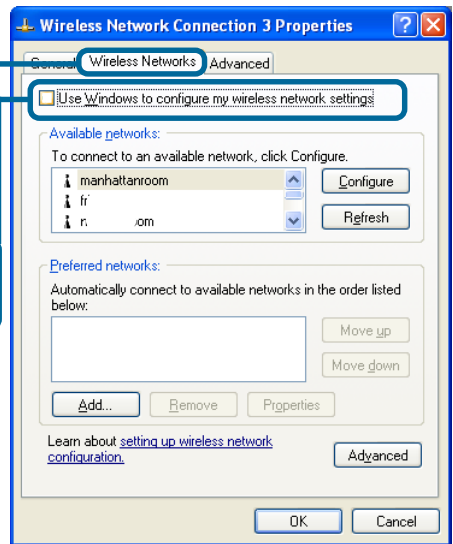 Wireless Network Connection 3 Properties
General Wireless Networks Advanced
Use Windows to configure my wireless network settings
Available networks:
To connect to an available network, click Configure.
manhattanroom
Configure
Refresh
Preferred networks:
Automatically connect to available networks in the order listed
below:
Move up
Move down
Add... Remove Properties
Learn about setting up wireless network
configuration.
Advanced
OK Cancel